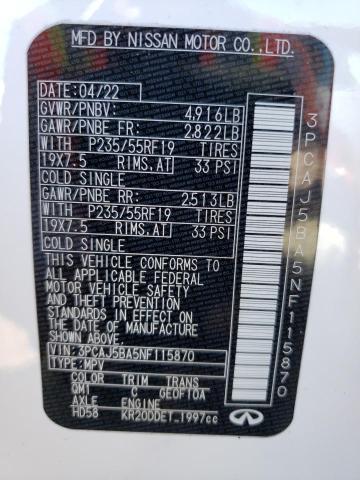 MFD BY NISSAN MOTOR CO.,LTD.
DATE: 04/22
GVWR/PNBV: 4,916LB
GAWR/PNBE FR: 2822LB
WITH P235/55RF19 TIRES
19X7.5 RIMS,AT 33 PSI
COLD SINGLE
GAWR/PNBE RR: 2513LB
WITH P235/55RF19 TIRES
19X7.5 RIMS,AT 33 PSI
COLD SINGLE
THIS VEHICLE CONFORMS TO
ALL APPLICABLE FEDERAL
MOTOR VEHICLE SAFETY
AND THEFT PREVENTION
STANDARDS IN EFFECT ON
THE DATE OF MANUFACTURE
SHOWN ABOVE.
VIN: 3PCAJ5BA5NF115870
TYPE: MPV
COLOR TRIM TRANS
QM1 C GEOF10A
AXLE ENGINE
HD58 KR20DDET 1997cc
3PCAJ5BA5NF115870